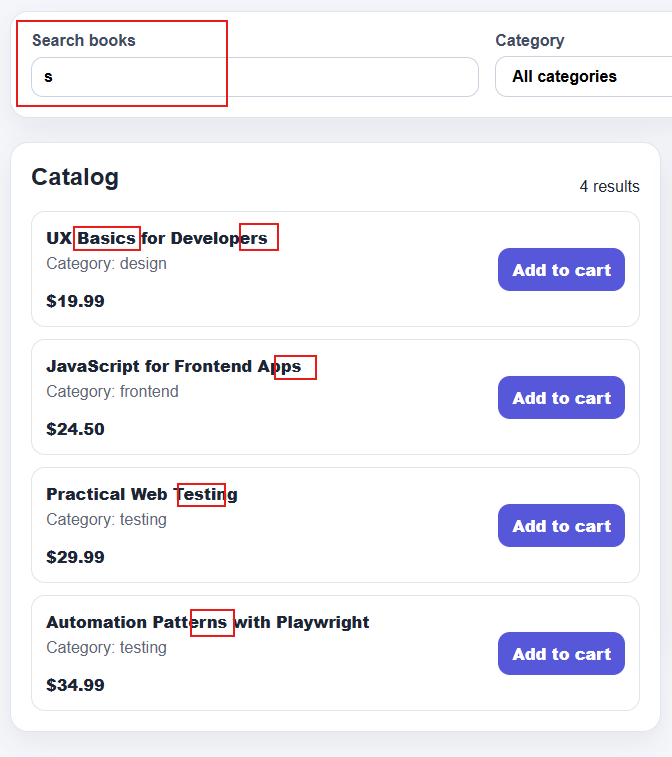 Search books
Category
s
All categories
Catalog
4 results
UX Basics for Developers
Category: design
$19.99
Add to cart
JavaScript for Frontend Apps
Category: frontend
$24.50
Add to cart
Practical Web Testing
Category: testing
$29.99
Add to cart
Automation Patterns with Playwright
Category: testing
$34.99
Add to cart